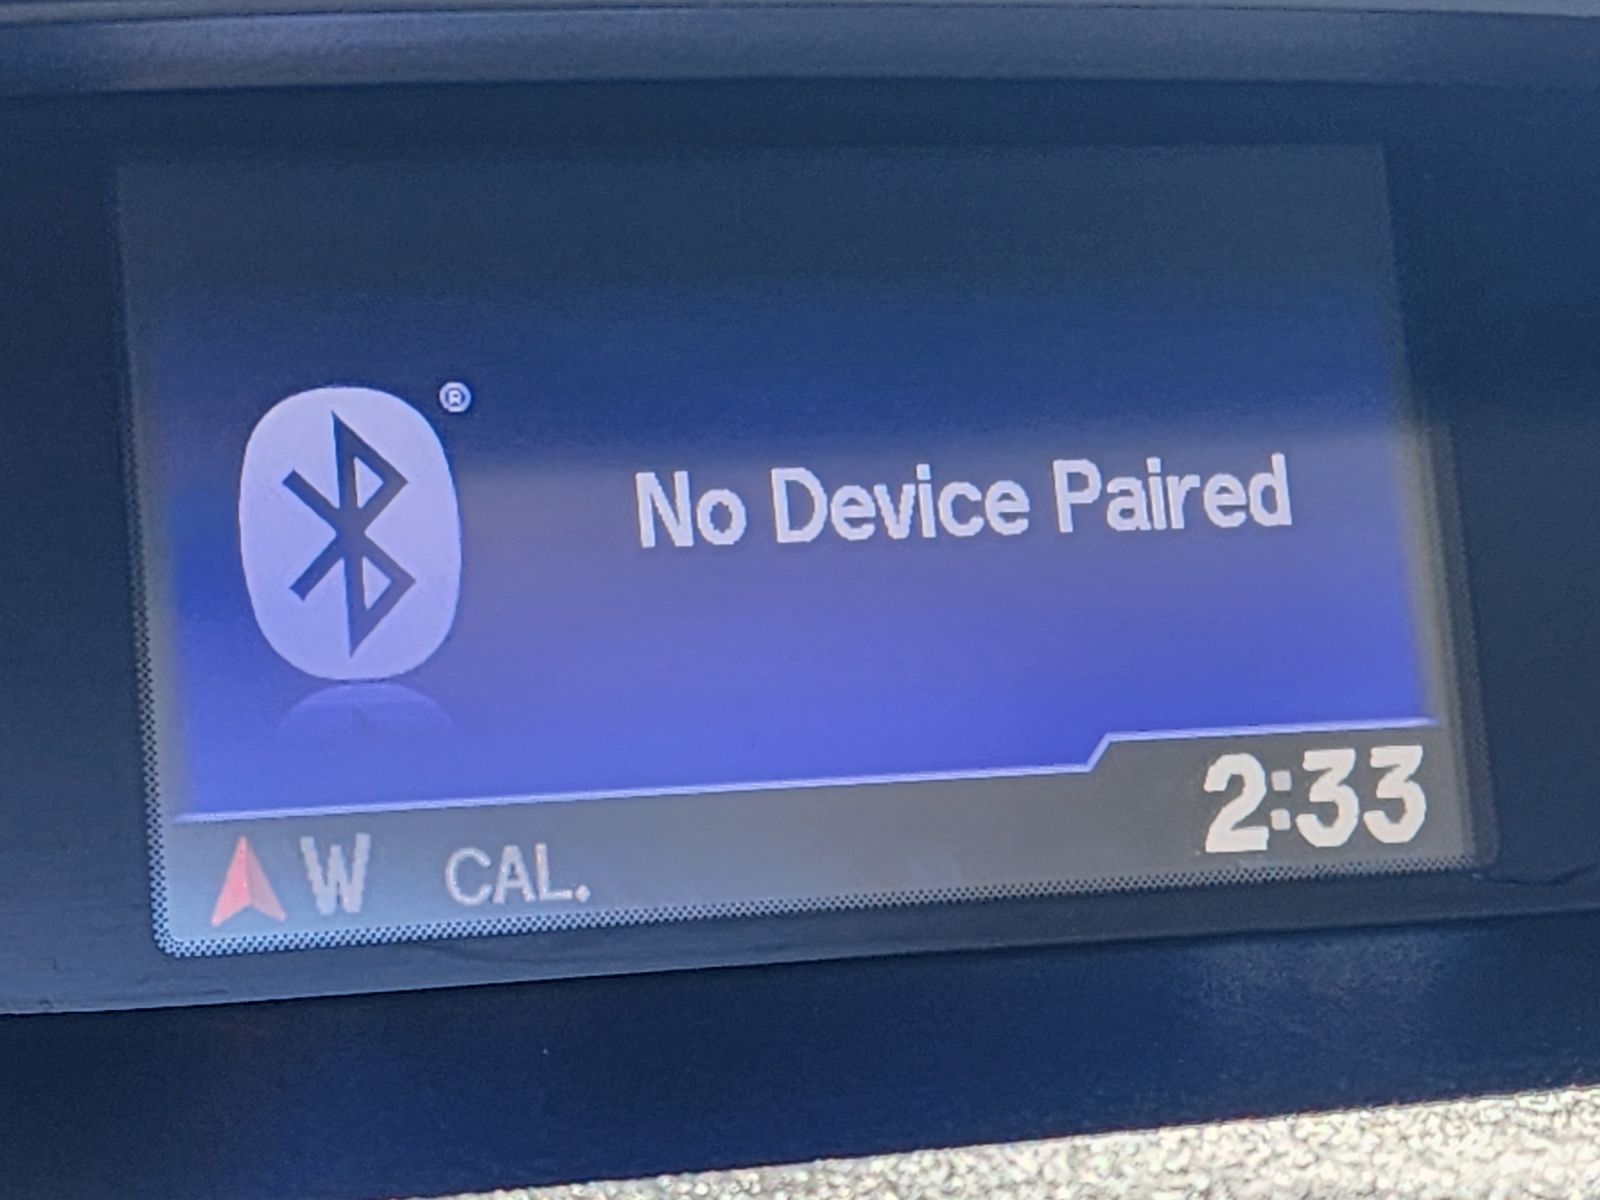 ®
No Device Paired
2:33
W CAL.